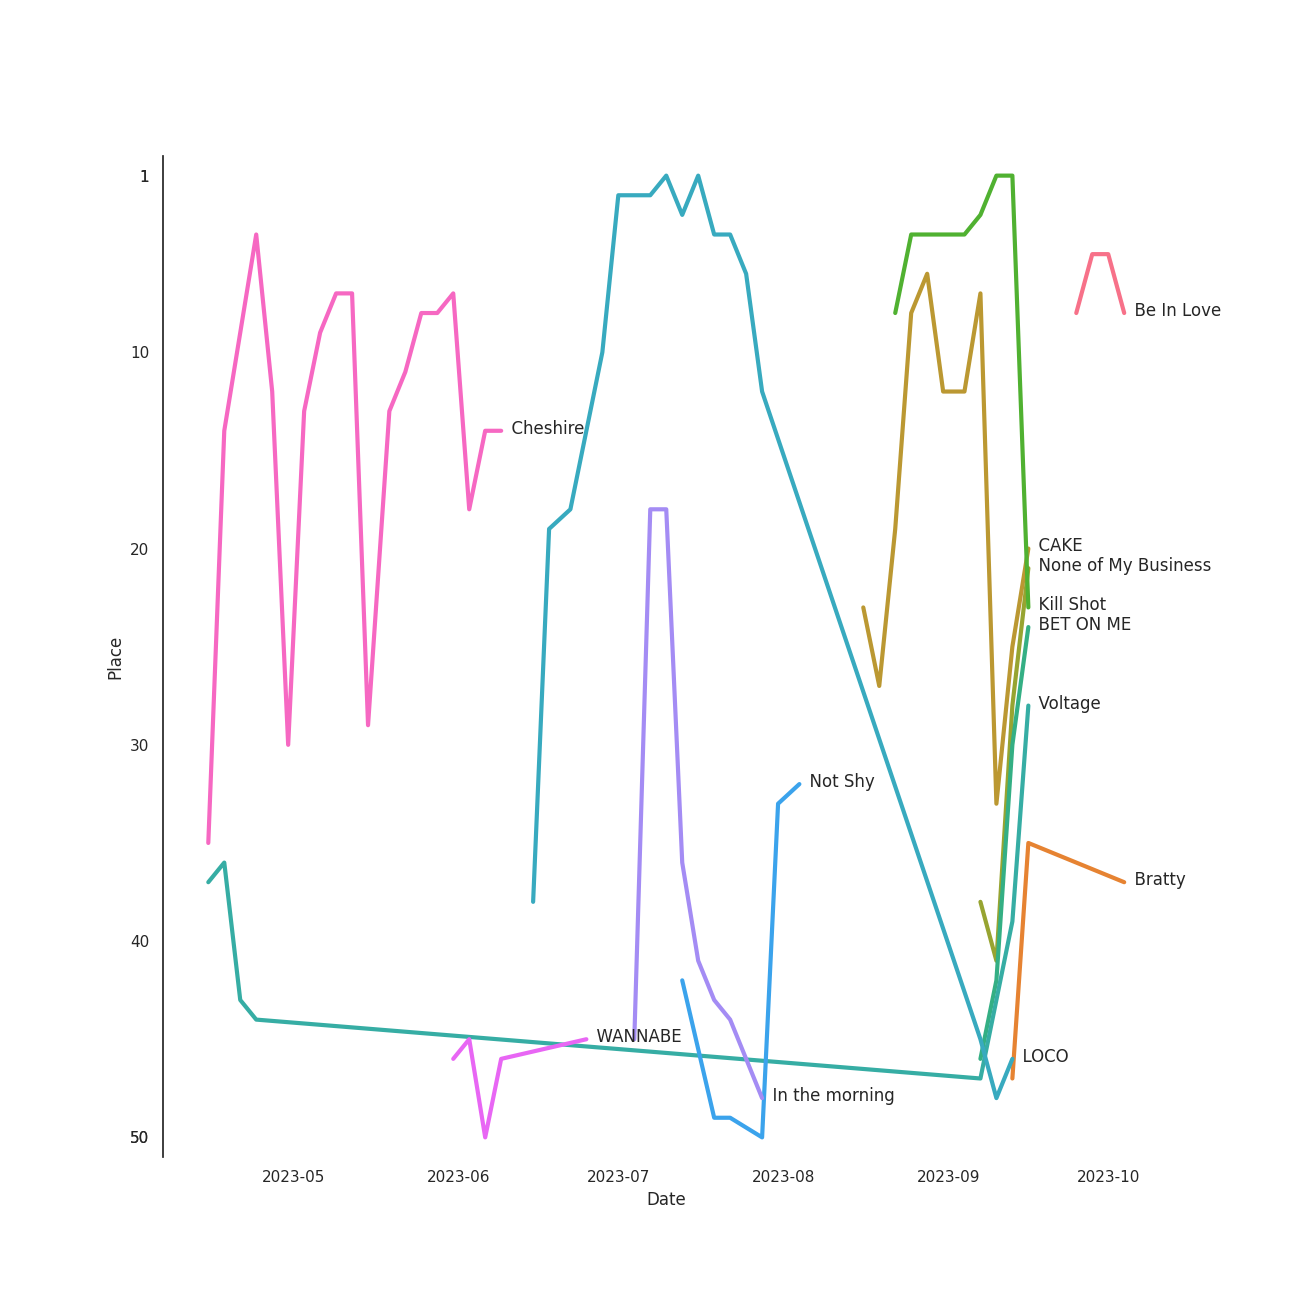 1
Be In Love
10
Cheshire
CAKE
20
None of My Business
Kill Shot
BET ON ME
Place
Voltage
30
Not Shy
Bratty
40
WANNABE
LOCO
In the morning
50
2023-05 2023-06 2023-07 2023-08 2023-09 2023-10
Date